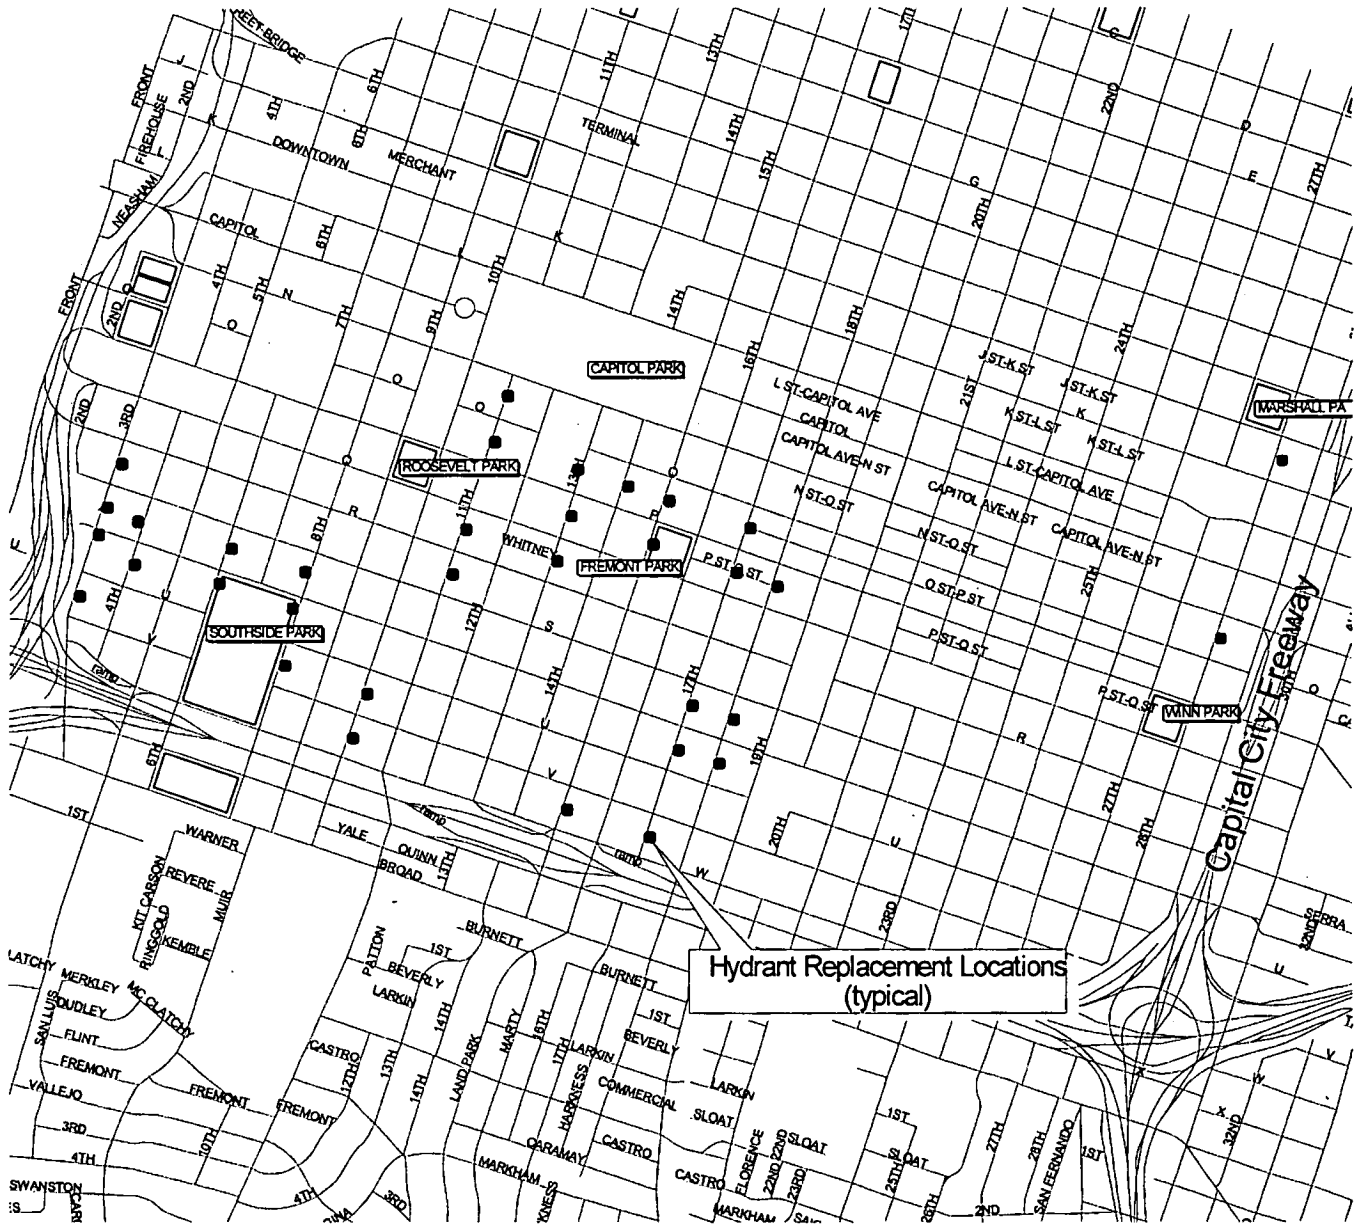 REET-BRIDGE
6TH
11TH
13TH
17TH
C
FRONT
J
2ND
4TH
22ND
FIREHOUSE
K
6TH
TERMINAL
14TH
D
L
DOWNTOWN
MERCHANT
15TH
E
27TH
NEASHAM
G
20TH
CAPITOL
6TH
K
L
10TH
FRONT
4TH
5TH
N
14TH
2ND
O
7TH
9TH
18TH
24TH
16TH
J ST-K ST
CAPITOL PARK
O
21ST
J ST-K ST
L ST-CAPITOL AVE
K
2ND
3RD
O
CAPITOL
K ST-L ST
MARSHALL PA
CAPITOL AVE-N ST
K ST-L ST
Q
ROOSEVELT PARK
13TH
O
L ST-CAPITOL AVE
N ST-O ST
CAPITOL AVE-N ST
R
11TH
P
8TH
CAPITOL AVE-N ST
WHITNEY
N ST-O ST
U
FREMONT PARK
P ST-Q ST
25TH
4TH
U
O ST-P ST
12TH
S
V
SOUTHSIDE PARK
P ST-Q ST
ramp
14TH
17TH
30TH
O
P ST-Q ST
WINN PARK
U
R
6TH
19TH
Capital City Freeway
V
27TH
1ST
ramp
20TH
28TH
WARNER
YALE
U
QUINN
BROAD
13TH
ramp
W
KIT CARSON
REVERE
MUIR
23RD
SERRA
RINGGOLD
KEMBLE
BURNETT
32ND
PATTON
1ST
LATCHY
MERKLEY
BEVERLY
BURNETT
Hydrant Replacement Locations
(typical)
U
MC CLATCHY
LARKIN
DUDLEY
SAN LUIS
14TH
1ST
FLINT
MARTY
16TH
BEVERLY
CASTRO
LAND PARK
17TH
LARKIN
V
FREMONT
12TH
13TH
X
W
VALLEJO
FREMONT
FREMONT
14TH
HARKNESS
COMMERCIAL
LARKIN
SLOAT
X
32ND
3RD
1ST
10TH
CARAMAY
CASTRO
FLORENCE
22ND
SLOAT
27TH
28TH
SAN FERNANDO
1ST
4TH
MARKHAM
SLOAT
SWANSTON
4TH
3RD
CASTRO
22ND
23RD
25TH
26TH
2ND
MARKHAM